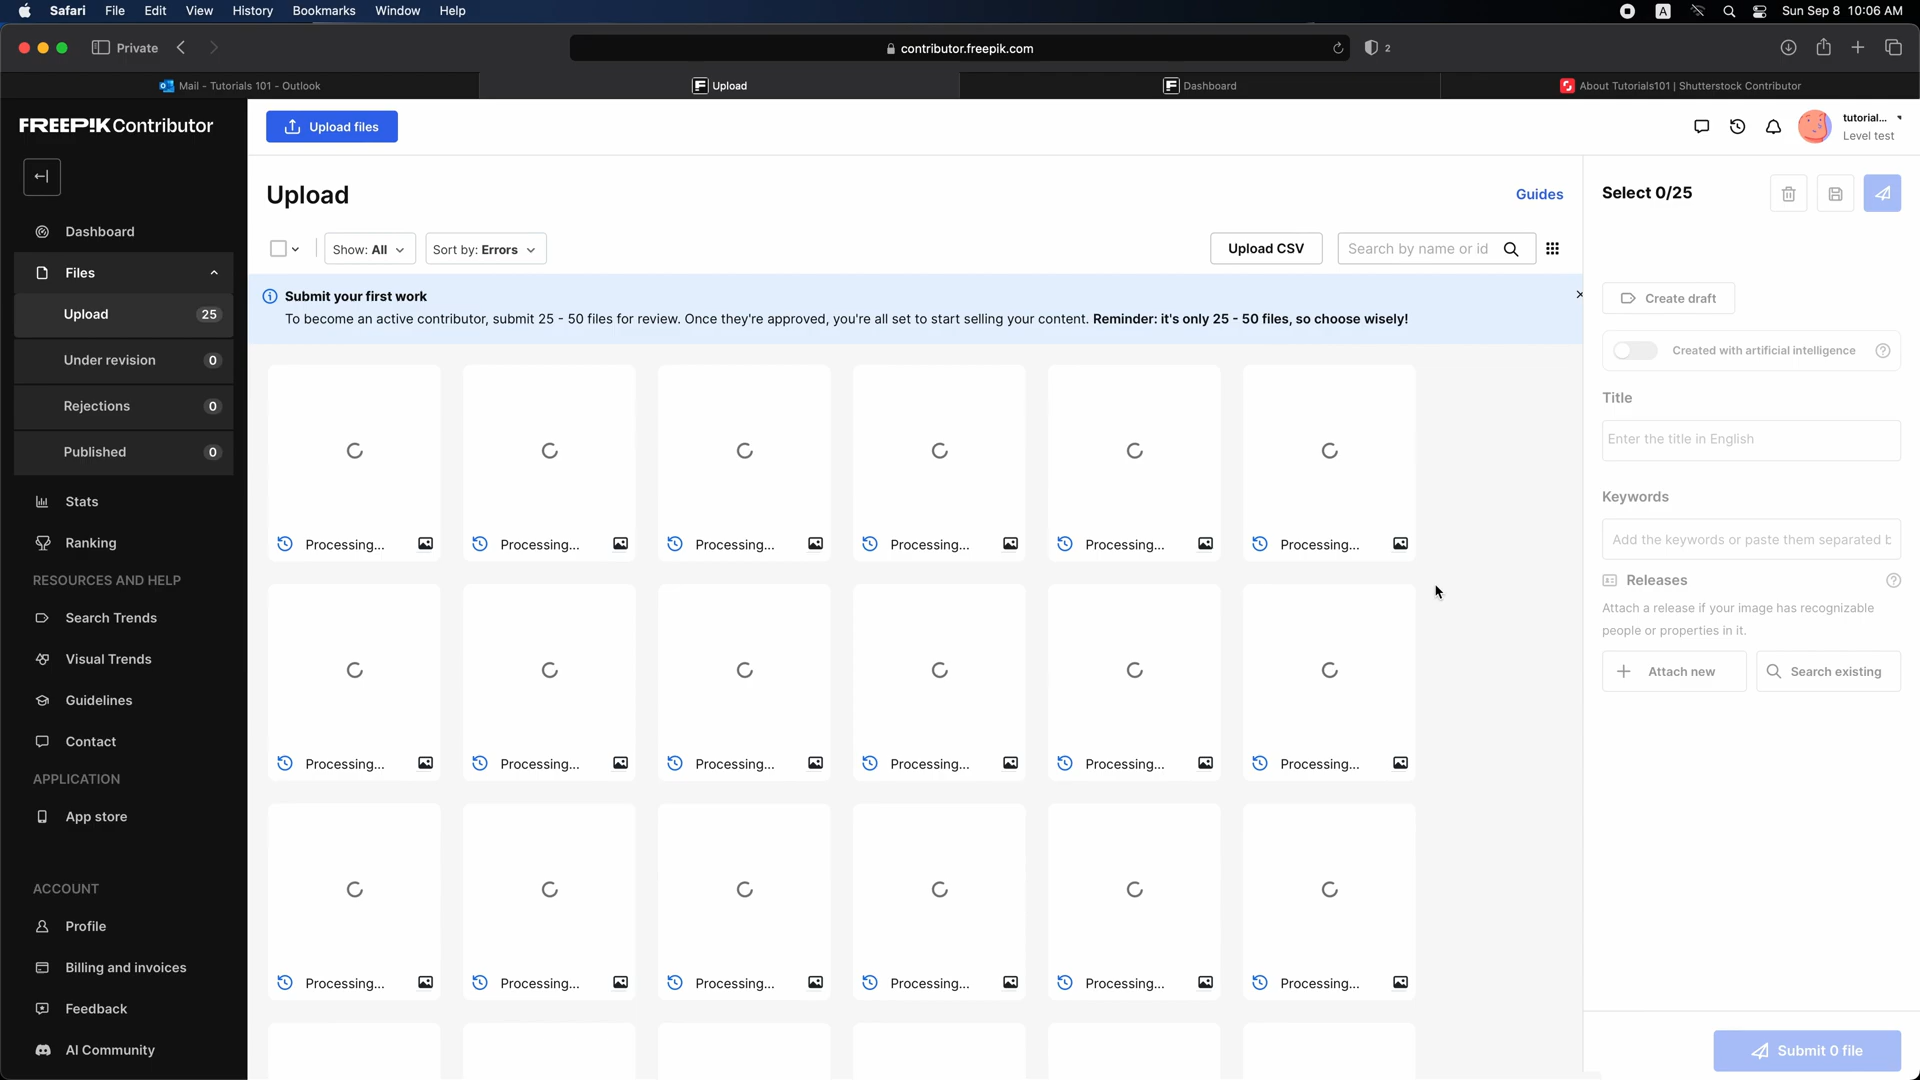 Safari File Edit View History Bookmarks Window Help
A
Sun Sep 8 10:06 AM
Private
contributor.freepik.com
2
Mail - Tutorials 101 - Outlook
Upload
Dashboard
About Tutorials101 | Shutterstock Contributor
FREEPIK Contributor
Upload files
tutorial...
Level test
Upload
Guides
Select 0/25
Dashboard
Show: All
Sort by: Errors
Upload CSV
Search by name or id
Files
Submit your first work
To become an active contributor, submit 25 - 50 files for review. Once they're approved, you're all set to start selling your content. Reminder: it's only 25 - 50 files, so choose wisely!
Upload 25
Under revision 0
Rejections 0
Published 0
Create draft
Created with artificial intelligence
Title
Enter the title in English
Keywords
Add the keywords or paste them separated b
Releases
Attach a release if your image has recognizable
people or properties in it.
Attach new
Search existing
Processing... Processing... Processing... Processing... Processing... Processing...
Stats
Ranking
RESOURCES AND HELP
Search Trends
Visual Trends
Guidelines
Contact
Processing... Processing... Processing... Processing... Processing... Processing...
APPLICATION
App store
ACCOUNT
Profile
Billing and invoices
Processing... Processing... Processing... Processing... Processing... Processing...
Feedback
AI Community
Submit 0 file